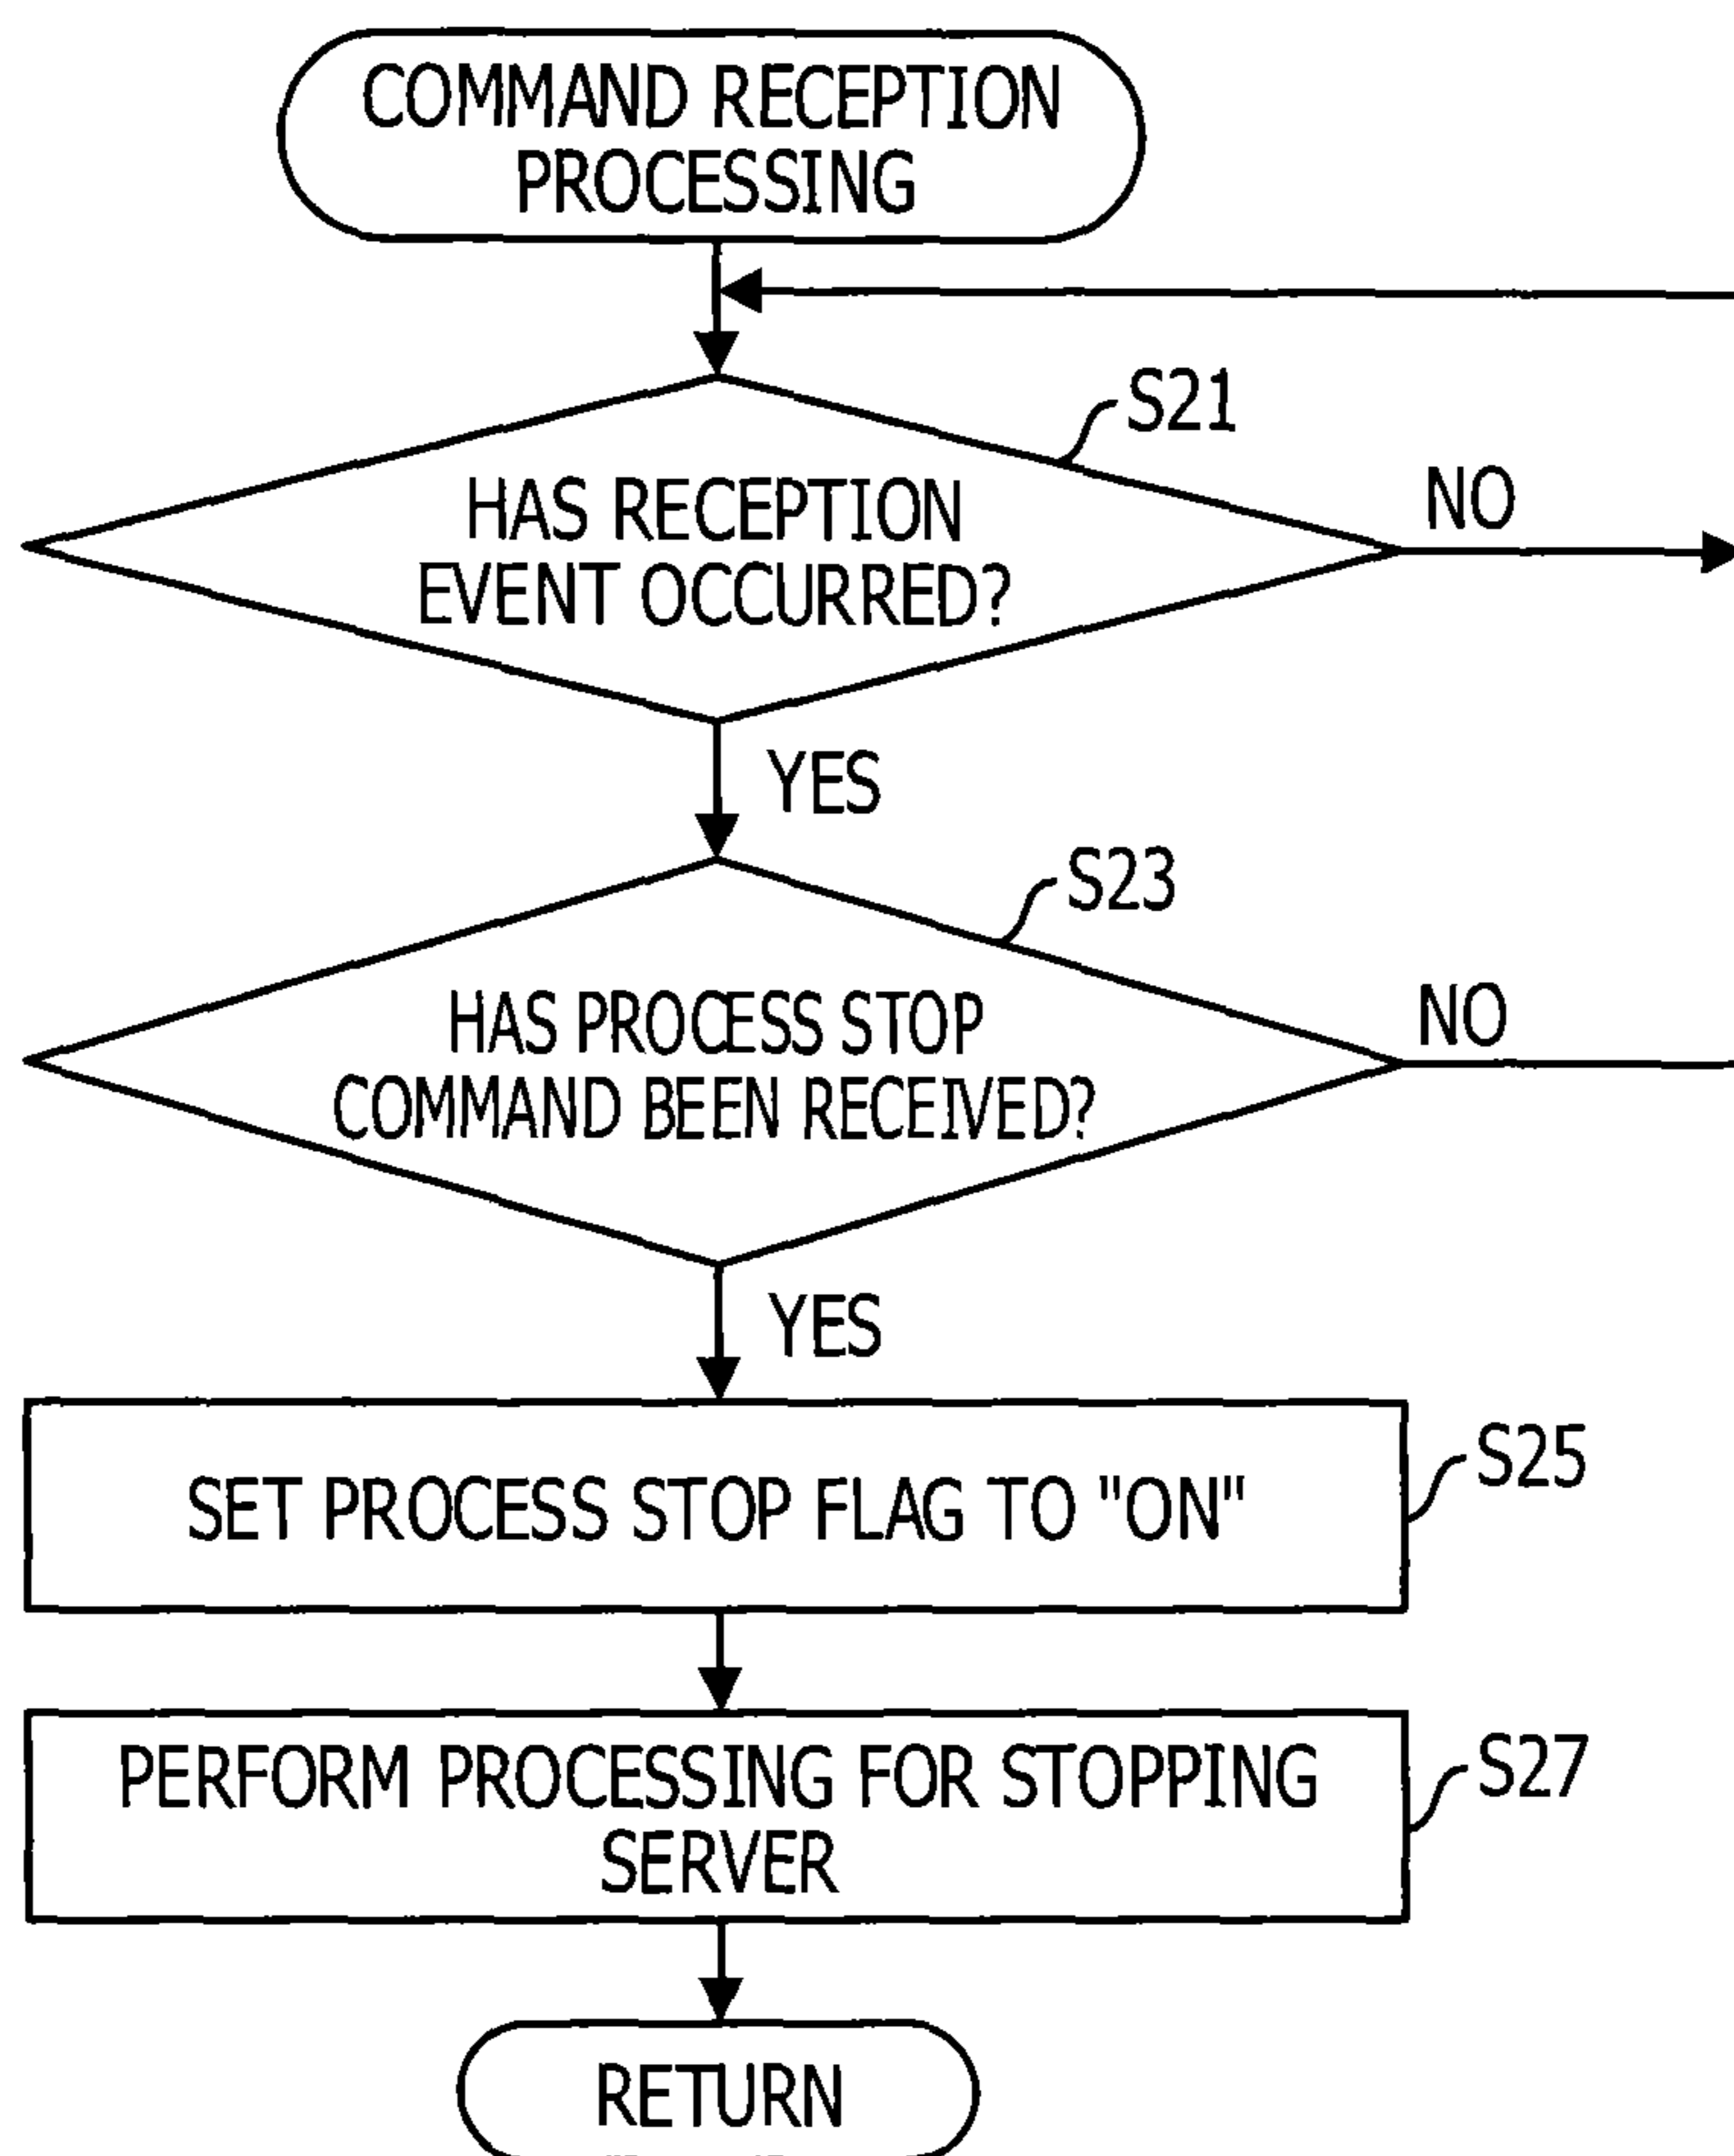 COMMAND RECEPTION
PROCESSING
S21
HAS RECEPTION
EVENT OCCURRED?
NO
YES
S23
HAS PROCESS STOP
COMMAND BEEN RECEIVED?
NO
YES
S25
SET PROCESS STOP FLAG TO "ON"
S27
PERFORM PROCESSING FOR STOPPING
SERVER
RETURN